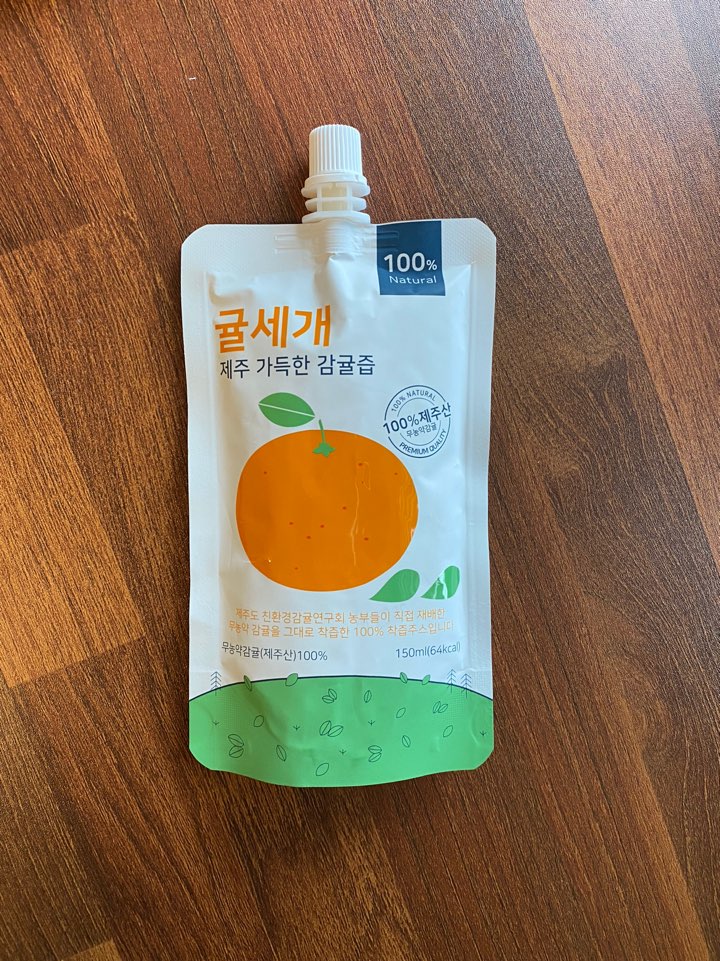 100%
Natural
귤세개
제주 가득한 감귤즙
100% NATURAL
100%제주산
무농약감귤
PREMIUM QUALITY
제주도 친환경감귤연구회 농부들이 직접 재배한
무농약 감귤을 그대로 착즙한 100% 착즙주스입니다
무농약감귤(제주산)100%
150ml(64kcal)